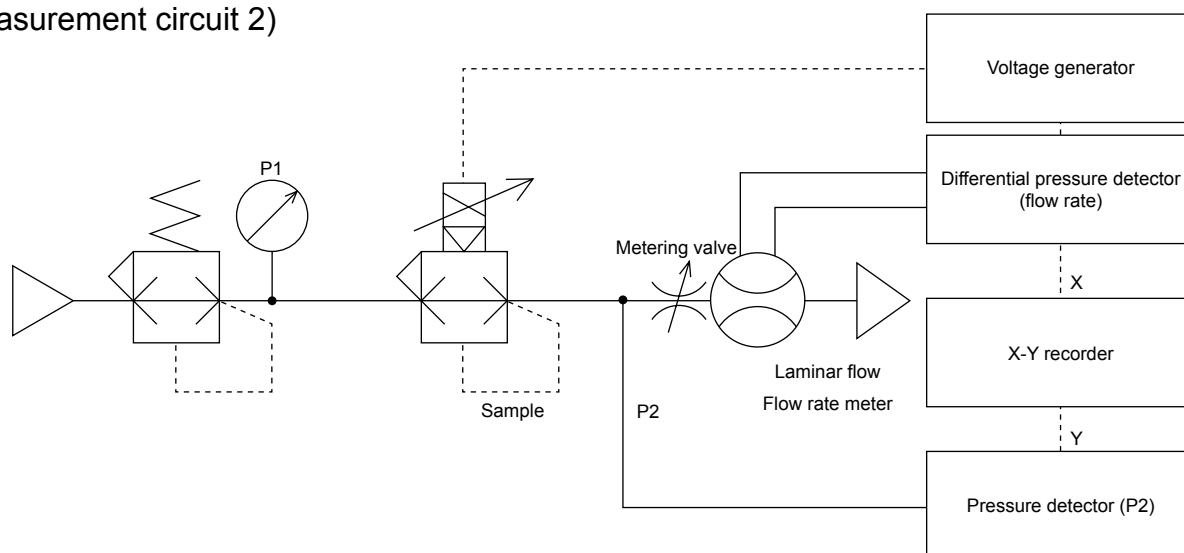 asurement circuit 2)
Voltage generator
P1
Differential pressure detector
(flow rate)
Metering valve
X
X-Y recorder
Laminar flow
Flow rate meter
Sample
P2
Y
Pressure detector (P2)